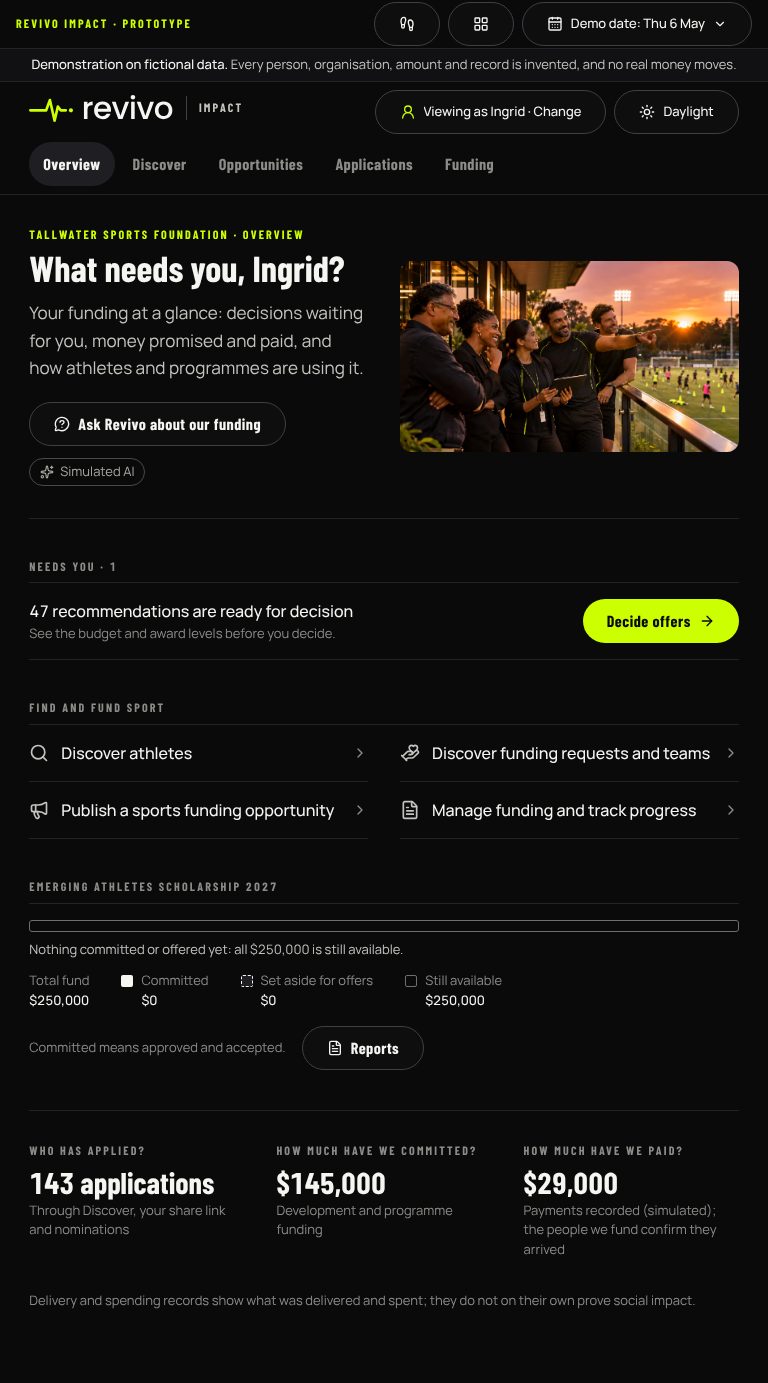 REVIVO IMPACT · PROTOTYPE
Demo date: Thu 6 May
Demonstration on fictional data. Every person, organisation, amount and record is invented, and no real money moves.
revivo
IMPACT
Viewing as Ingrid · Change
Daylight
Overview
Discover
Opportunities
Applications
Funding
TALLWATER SPORTS FOUNDATION · OVERVIEW
What needs you, Ingrid?
Your funding at a glance: decisions waiting
for you, money promised and paid, and
how athletes and programmes are using it.
Ask Revivo about our funding
Simulated AI
NEEDS YOU · 1
47 recommendations are ready for decision
See the budget and award levels before you decide.
Decide offers
FIND AND FUND SPORT
Discover athletes
Discover funding requests and teams
Publish a sports funding opportunity
Manage funding and track progress
EMERGING ATHLETES SCHOLARSHIP 2027
Nothing committed or offered yet: all $250,000 is still available.
Total fund
$250,000
Committed
$0
Set aside for offers
$0
Still available
$250,000
Committed means approved and accepted.
Reports
WHO HAS APPLIED?
143 applications
Through Discover, your share link
and nominations
HOW MUCH HAVE WE COMMITTED?
$145,000
Development and programme
funding
HOW MUCH HAVE WE PAID?
$29,000
Payments recorded (simulated);
the people we fund confirm they
arrived
Delivery and spending records show what was delivered and spent; they do not on their own prove social impact.